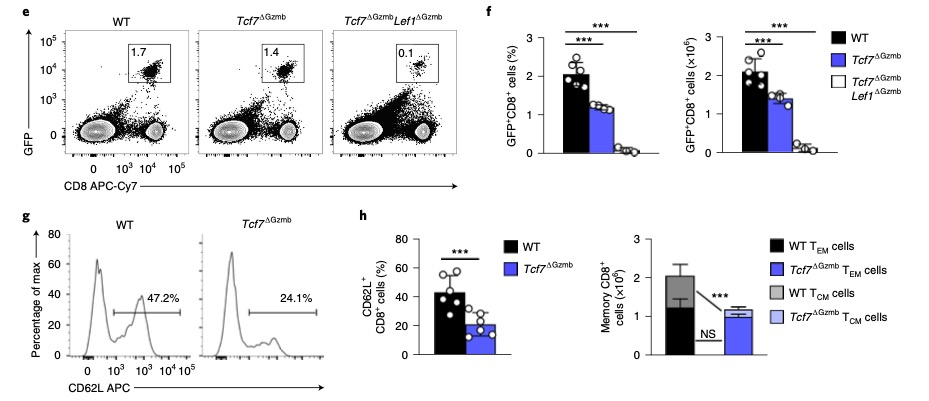 e
WT
Tcf7ΔGzmb
Tcf7ΔGzmbLef1ΔGzmb
GFP
10⁵
10⁴
10³
0
1.7
1.4
0.1
0 10³ 10⁴ 10⁵
CD8 APC-Cy7
f
GFP⁺CD8⁺ cells (%)
3
2
1
0
***
***
GFP⁺CD8⁺ cells (×10⁶)
3
2
1
0
***
***
WT
Tcf7ΔGzmb
Tcf7ΔGzmb
Lef1ΔGzmb
g
WT
Tcf7ΔGzmb
Percentage of max
80
60
40
20
0
47.2%
24.1%
0 10³ 10³ 10⁴ 10⁵
CD62L APC
h
CD62L⁺
CD8⁺ cells (%)
80
60
40
20
0
***
WT
Tcf7ΔGzmb
Memory CD8⁺
cells (×10⁶)
3
2
1
0
***
NS
WT TEM cells
Tcf7ΔGzmb TEM cells
WT TCM cells
Tcf7ΔGzmb TCM cells